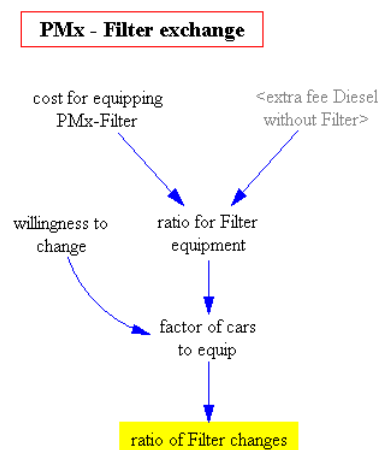 PMx - Filter exchange
cost for equipping
PMx-Filter
<extra fee Diesel
without Filter>
willingness to
change
ratio for Filter
equipment
factor of cars
to equip
ratio of Filter changes